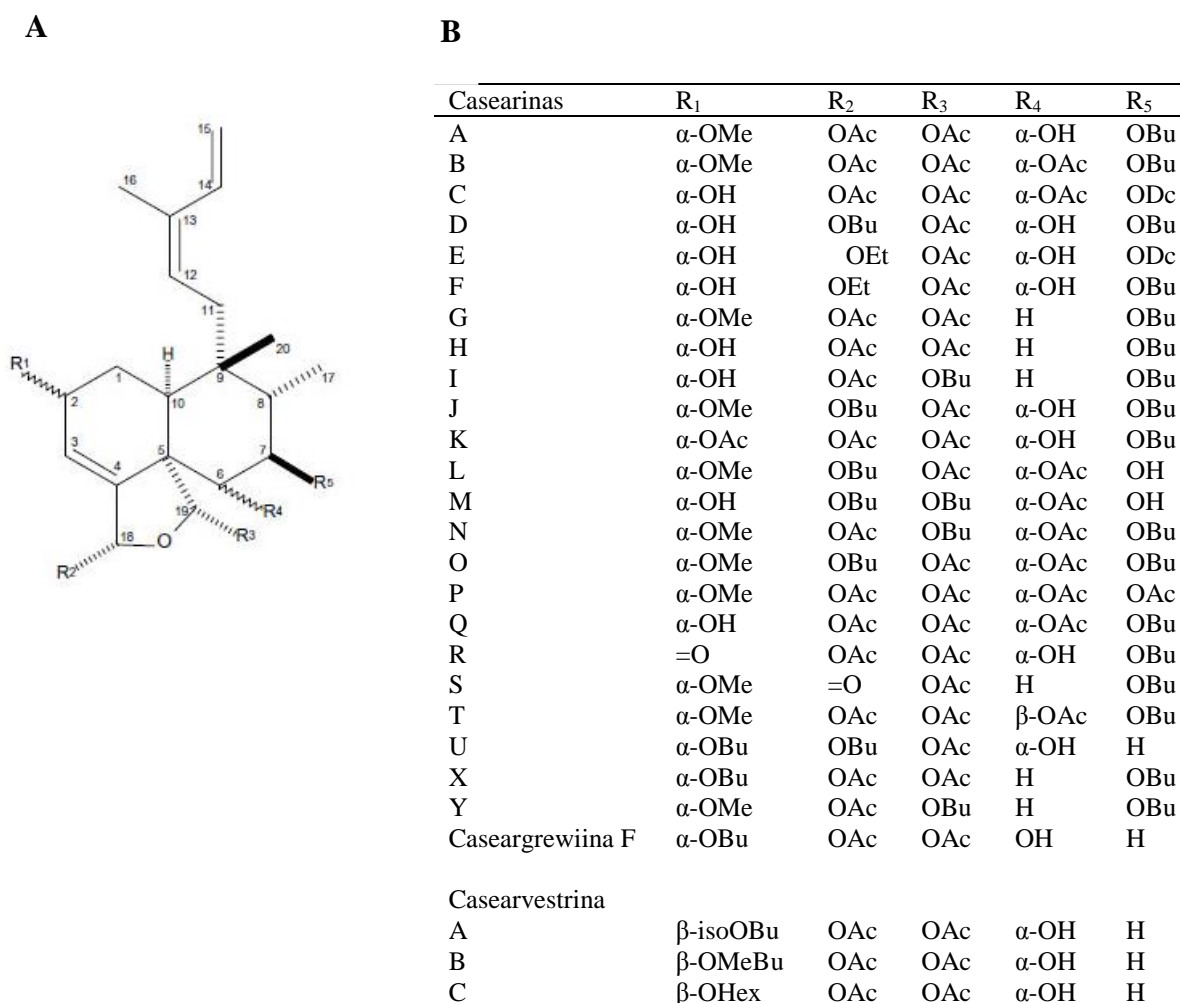 A
B
15
16
14
13
12
11
H
20
R1
1
9
17
2
10
8
3
5
7
4
6
R5
19
R4
R3
18
O
R2
Casearinas R1 R2 R3 R4 R5
A α-OMe OAc OAc α-OH OBu
B α-OMe OAc OAc α-OAc OBu
C α-OH OAc OAc α-OAc ODc
D α-OH OBu OAc α-OH OBu
E α-OH OEt OAc α-OH ODc
F α-OH OEt OAc α-OH OBu
G α-OMe OAc OAc H OBu
H α-OH OAc OAc H OBu
I α-OH OAc OBu H OBu
J α-OMe OBu OAc α-OH OBu
K α-OAc OAc OAc α-OH OBu
L α-OMe OBu OAc α-OAc OH
M α-OH OBu OBu α-OAc OH
N α-OMe OAc OBu α-OAc OBu
O α-OMe OBu OAc α-OAc OBu
P α-OMe OAc OAc α-OAc OAc
Q α-OH OAc OAc α-OAc OBu
R =O OAc OAc α-OH OBu
S α-OMe =O OAc H OBu
T α-OMe OAc OAc β-OAc OBu
U α-OBu OBu OAc α-OH H
X α-OBu OAc OAc H OBu
Y α-OMe OAc OBu H OBu
Caseargrewiina F α-OBu OAc OAc OH H
Casearvestrina
A β-isoOBu OAc OAc α-OH H
B β-OMeBu OAc OAc α-OH H
C β-OHex OAc OAc α-OH H